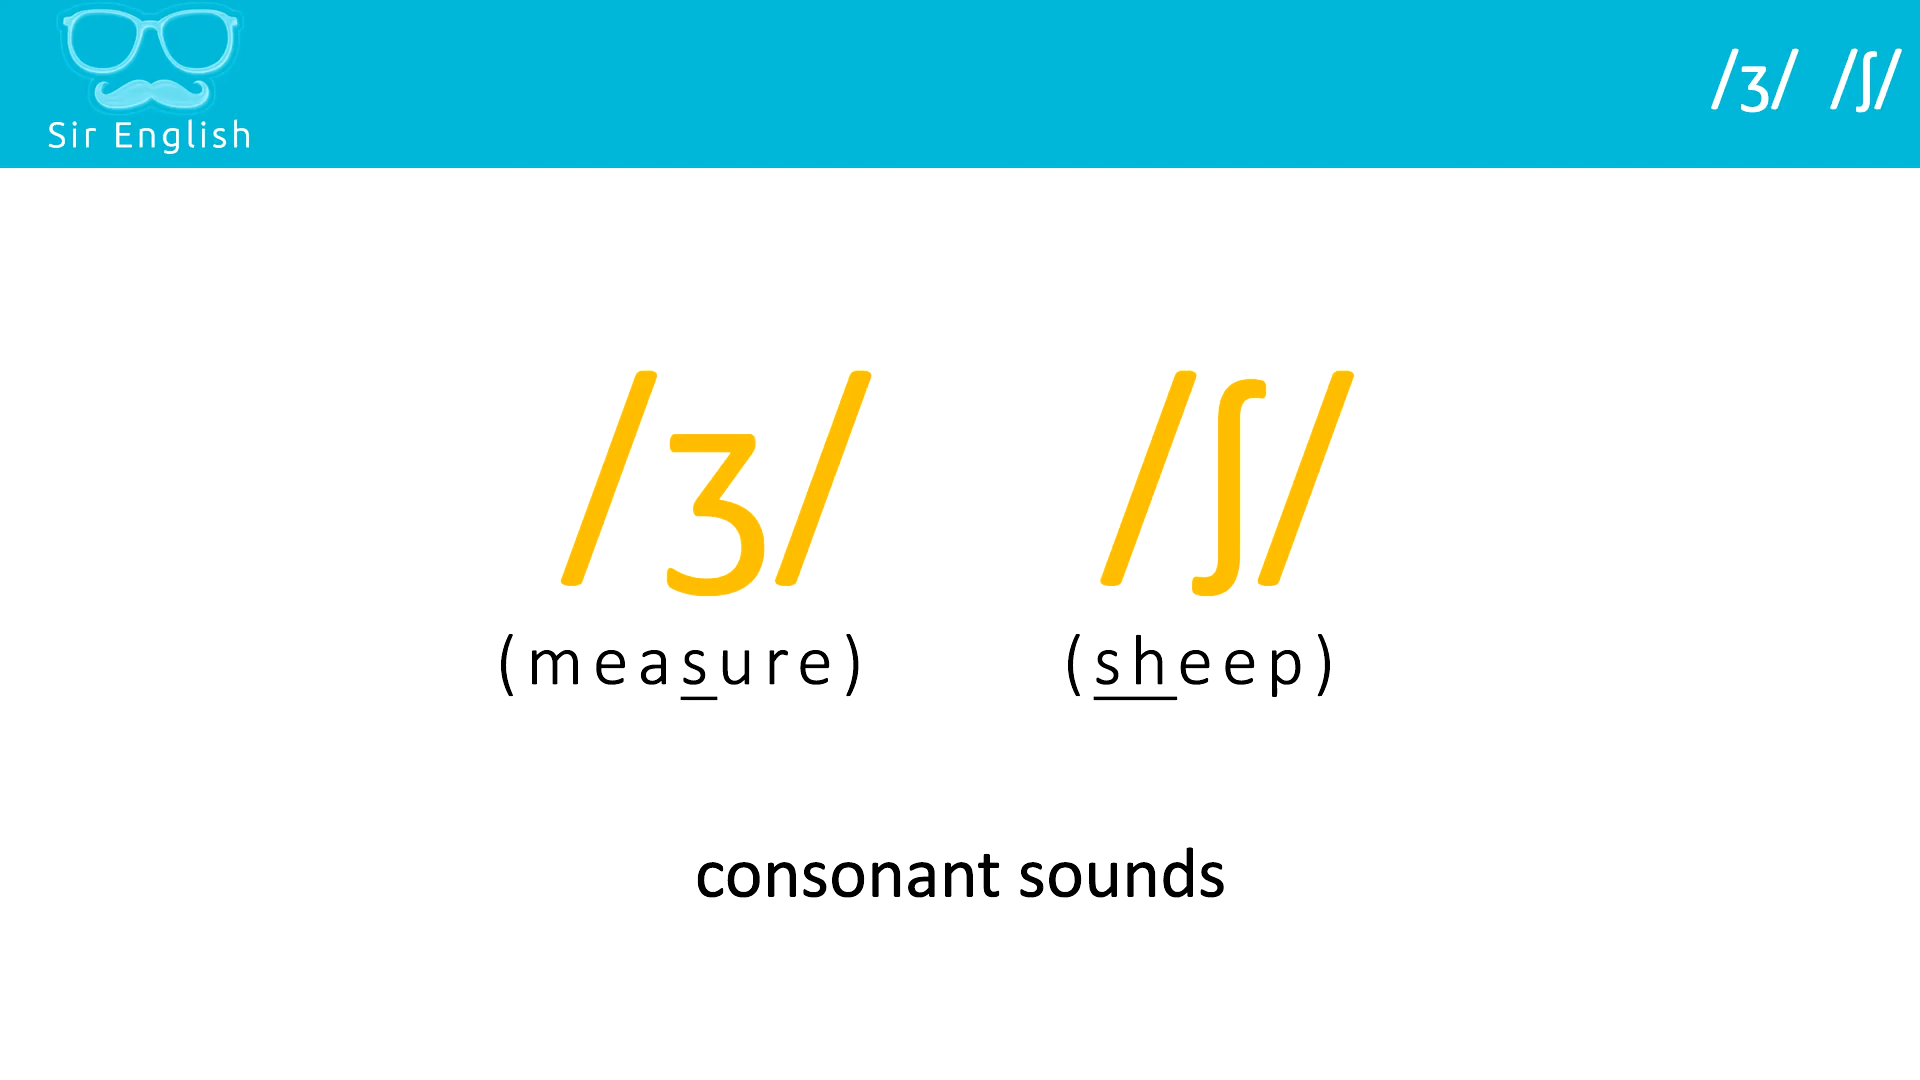 Sir English
/ʒ/ /ʃ/
/ʒ/ /ʃ/
(measure) (sheep)
consonant sounds